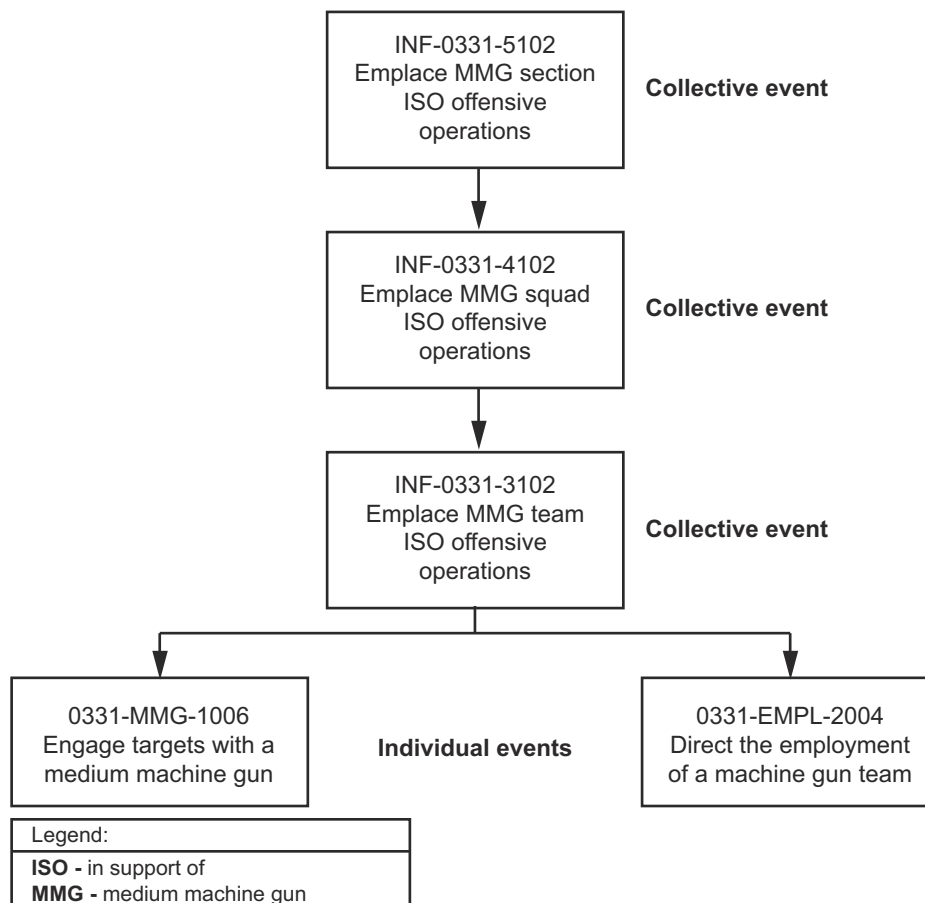 INF-0331-5102
Emplace MMG section
ISO offensive
operations
Collective event
INF-0331-4102
Emplace MMG squad
ISO offensive
operations
Collective event
INF-0331-3102
Emplace MMG team
ISO offensive
operations
Collective event
0331-MMG-1006
Engage targets with a
medium machine gun
Individual events
0331-EMPL-2004
Direct the employment
of a machine gun team
Legend:
ISO - in support of
MMG - medium machine gun